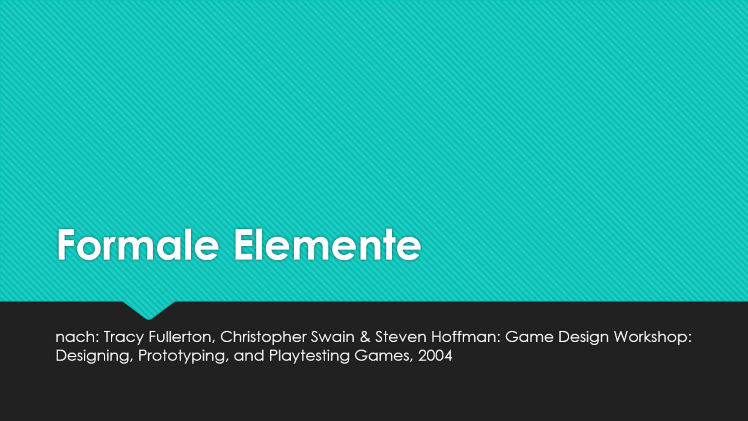 Formale Elemente
nach: Tracy Fullerton, Christopher Swain & Steven Hoffman: Game Design Workshop:
Designing, Prototyping, and Playtesting Games, 2004